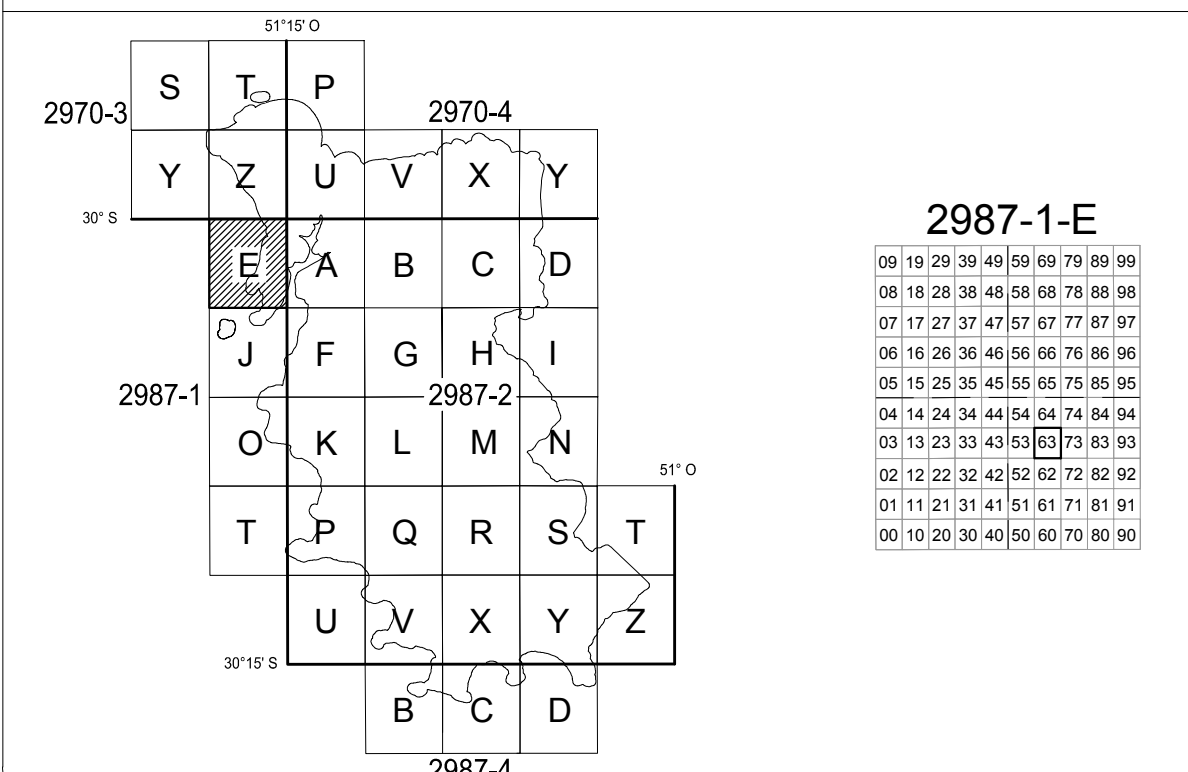 51°15' O
S T P
2970-3 2970-4
Y Z U V X Y
30° S
E A B C D
J F G H I
2987-1 2987-2
O K L M N
51° O
T P Q R S T
U V X Y Z
30°15' S
B C D
2987-4
2987-1-E
09 19 29 39 49 59 69 79 89 99
08 18 28 38 48 58 68 78 88 98
07 17 27 37 47 57 67 77 87 97
06 16 26 36 46 56 66 76 86 96
05 15 25 35 45 55 65 75 85 95
04 14 24 34 44 54 64 74 84 94
03 13 23 33 43 53 63 73 83 93
02 12 22 32 42 52 62 72 82 92
01 11 21 31 41 51 61 71 81 91
00 10 20 30 40 50 60 70 80 90